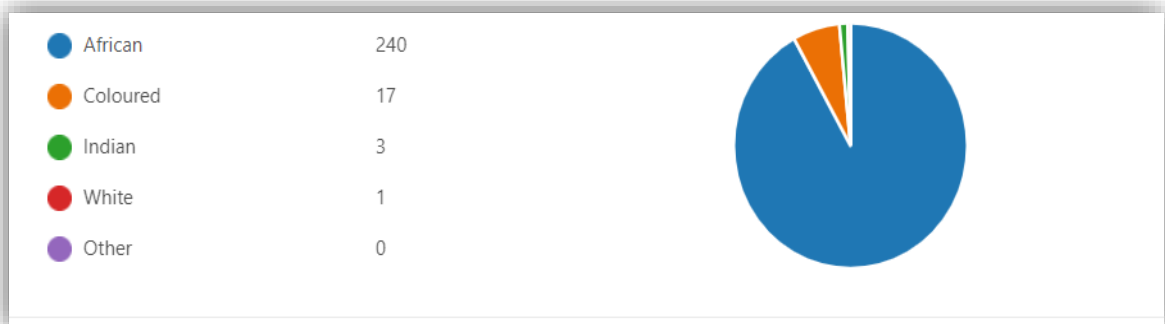 African 240
Coloured 17
Indian 3
White 1
Other 0